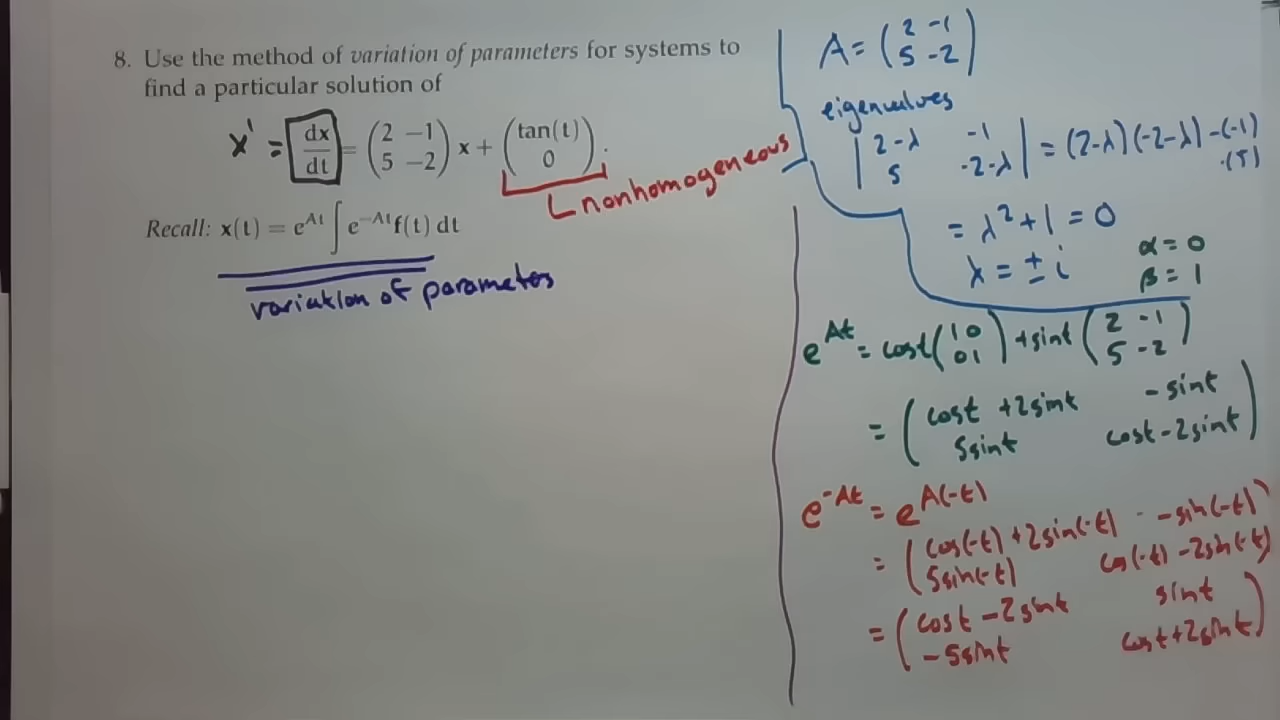 8. Use the method of variation of parameters for systems to
find a particular solution of
x' = dx/dt = (2 -1; 5 -2) x + (tan(t); 0).
nonhomogeneous
Recall: x(t) = e^{At} ∫ e^{-At} f(t) dt
variation of parameters
A = (2 -1; 5 -2)
eigenvalues
|2-λ -1; 5 -2-λ| = (2-λ)(-2-λ) -(-1)
·(5)
= λ² + 1 = 0
λ = ± i
α = 0
β = 1
e^{At} = cost (1 0; 0 1) + sint (2 -1; 5 -2)
= (cost + 2sint -sint; 5sint cost - 2sint)
e^{-At} = e^{A(-t)}
= (cos(-t) + 2sin(-t) -sin(-t); 5sin(-t) cos(-t) - 2sin(-t))
= (cost - 2sint sint; -5sint cost + 2sint)